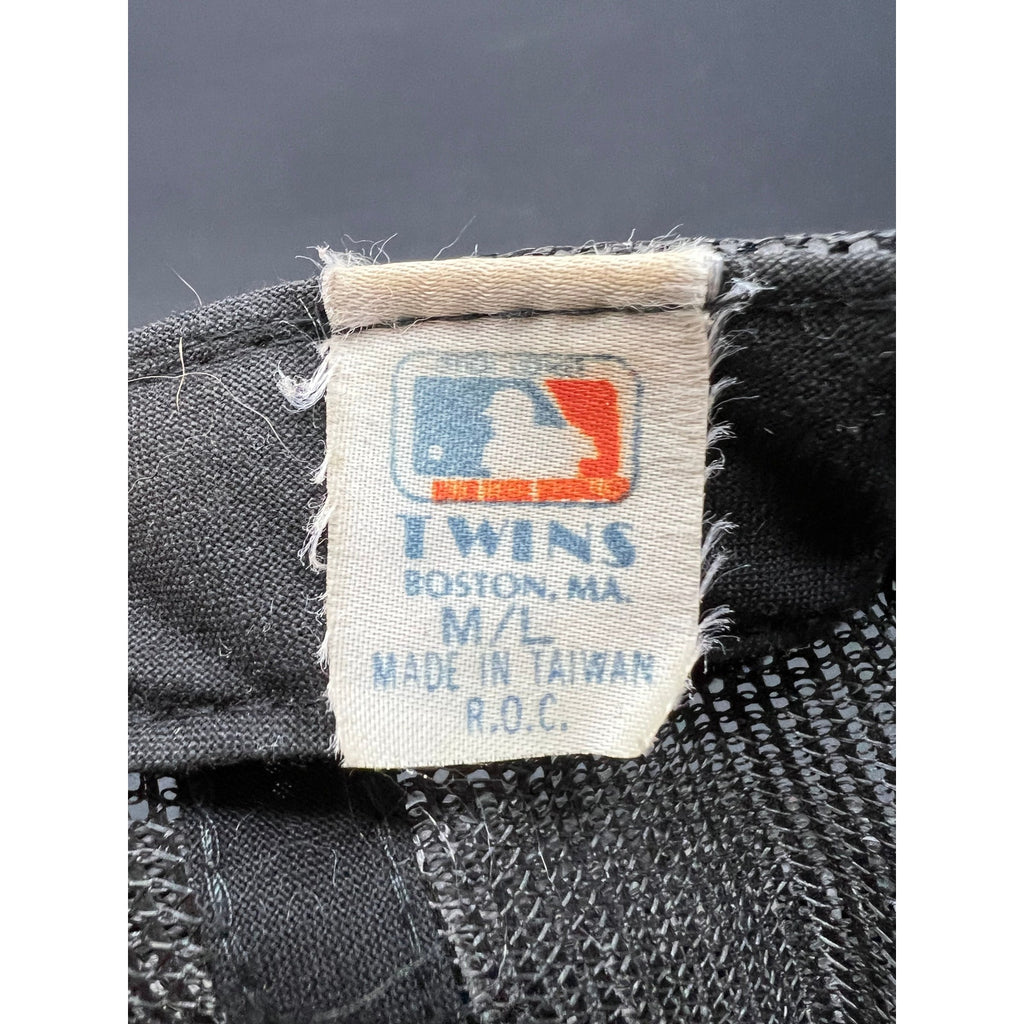 TWINS
BOSTON, MA.
M/L
MADE IN TAIWAN
R.O.C.